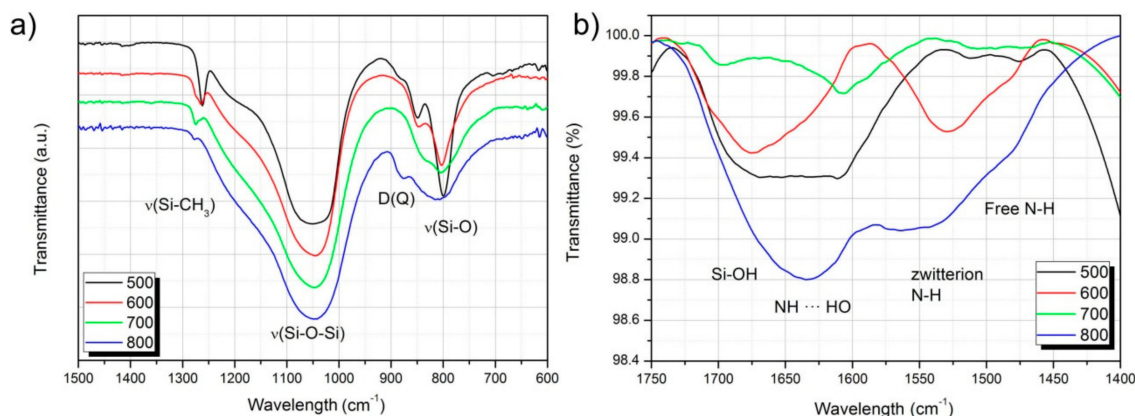 a)
Transmittance (a.u.)
ν(Si-CH₃)
D(Q)
ν(Si-O)
ν(Si-O-Si)
500
600
700
800
1500 1400 1300 1200 1100 1000 900 800 700 600
Wavelength (cm⁻¹)
b)
Transmittance (%)
100.0
99.8
99.6
99.4
99.2
99.0
98.8
98.6
98.4
Free N-H
Si-OH
zwitterion
N-H
NH ··· HO
500
600
700
800
1750 1700 1650 1600 1550 1500 1450 1400
Wavelength (cm⁻¹)